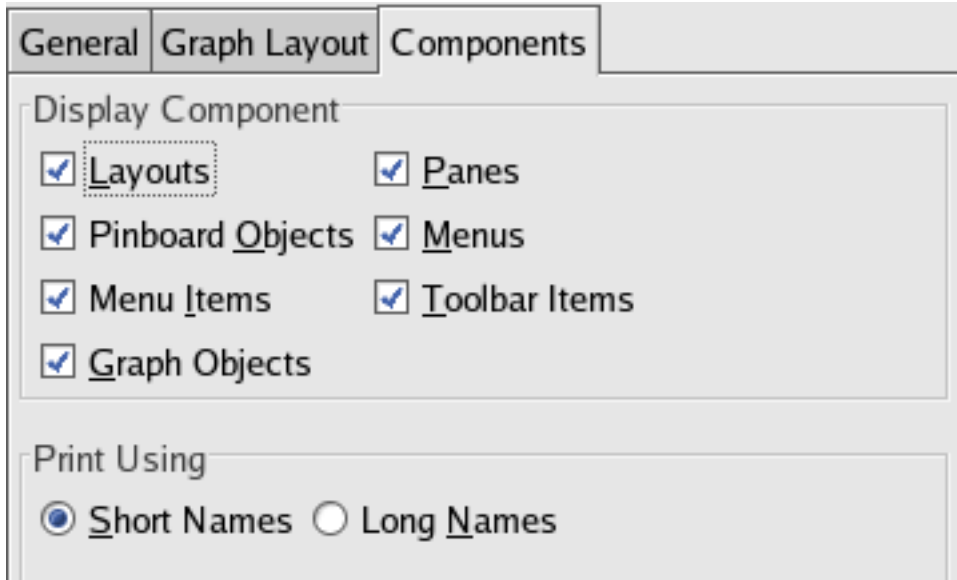 General Graph Layout Components
Display Component
Layouts Panes
Pinboard Objects Menus
Menu Items Toolbar Items
Graph Objects
Print Using
Short Names Long Names